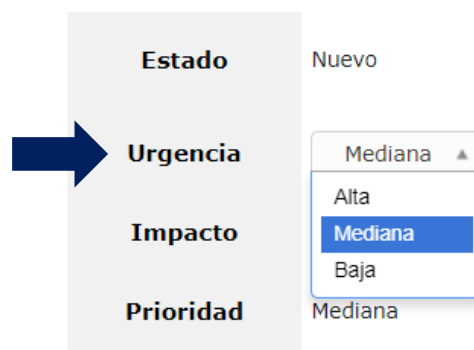 Estado Nuevo
Urgencia Mediana
Alta
Impacto Mediana
Baja
Prioridad Mediana